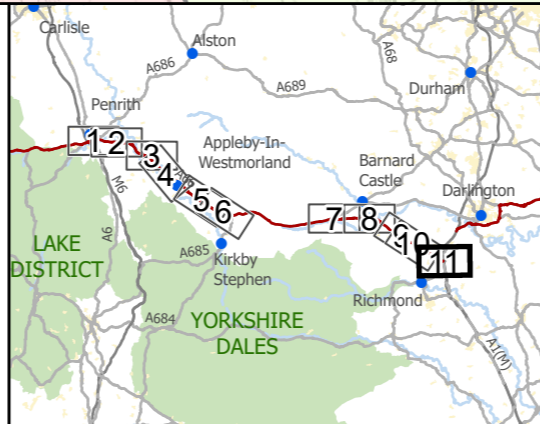 Carlisle
Alston
A68
A686
A689
Durham
Penrith
1
2
3
4
5
6
7
8
9
10
11
Appleby-In-
Westmorland
Barnard
Castle
Darlington
M6
A6
LAKE
DISTRICT
A685
Kirkby
Stephen
Richmond
A684
YORKSHIRE
DALES
A1(M)